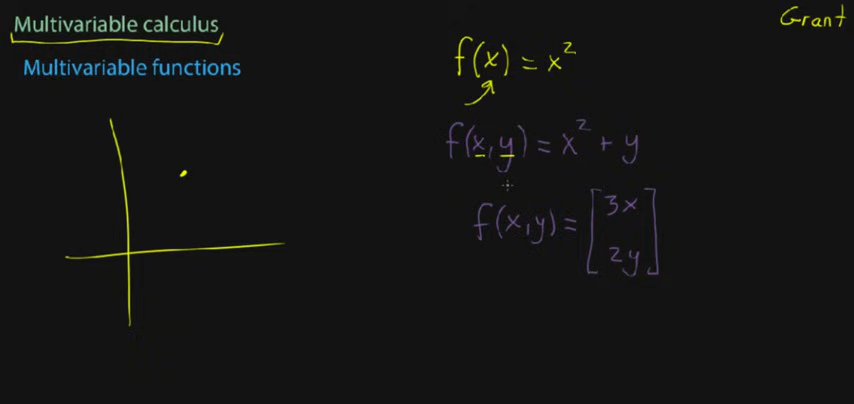 Multivariable calculus
Grant
Multivariable functions
f(x) = x²
f(x, y) = x² + y
f(x, y) = [3x
2y]